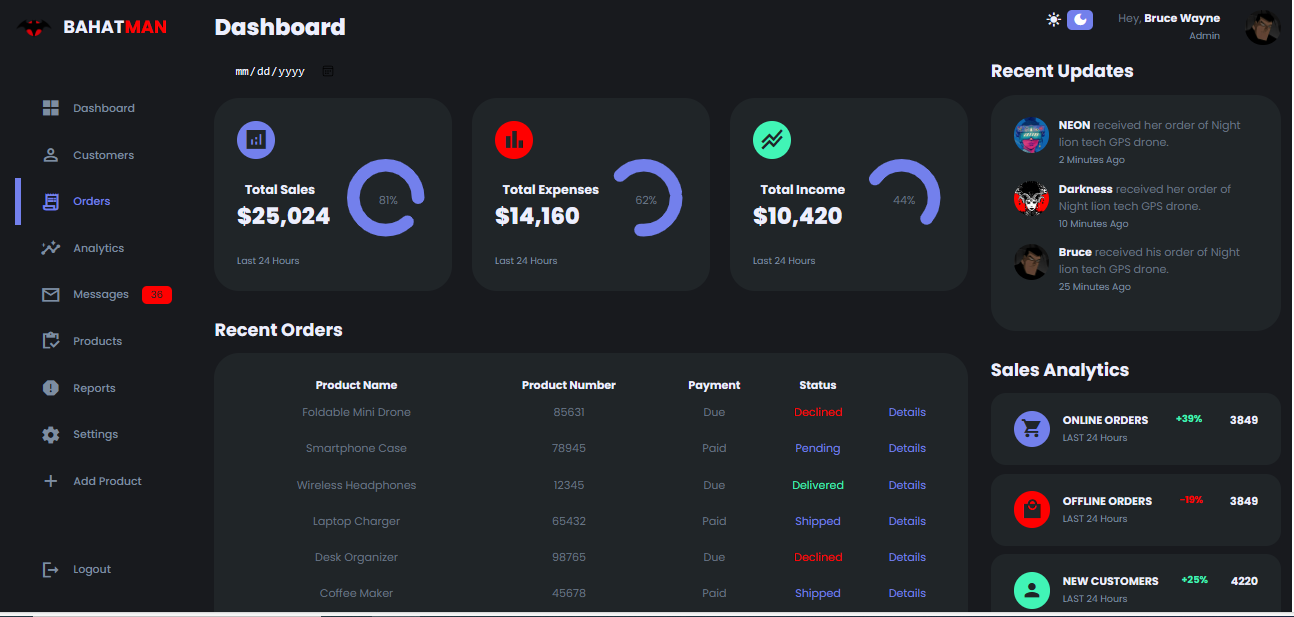 BAHATMAN
Dashboard
Customers
Orders
Analytics
Messages 36
Products
Reports
Settings
Add Product
Logout
Dashboard
mm/dd/yyyy
Total Sales
$25,024
81%
Last 24 Hours
Total Expenses
$14,160
62%
Last 24 Hours
Total Income
$10,420
44%
Last 24 Hours
Recent Orders
Product Name Product Number Payment Status
Foldable Mini Drone 85631 Due Declined Details
Smartphone Case 78945 Paid Pending Details
Wireless Headphones 12345 Due Delivered Details
Laptop Charger 65432 Paid Shipped Details
Desk Organizer 98765 Due Declined Details
Coffee Maker 45678 Paid Shipped Details
Hey, Bruce Wayne
Admin
Recent Updates
NEON received her order of Night
lion tech GPS drone.
2 Minutes Ago
Darkness received her order of
Night lion tech GPS drone.
10 Minutes Ago
Bruce received his order of Night
lion tech GPS drone.
25 Minutes Ago
Sales Analytics
ONLINE ORDERS +39% 3849
LAST 24 Hours
OFFLINE ORDERS -19% 3849
LAST 24 Hours
NEW CUSTOMERS +25% 4220
LAST 24 Hours